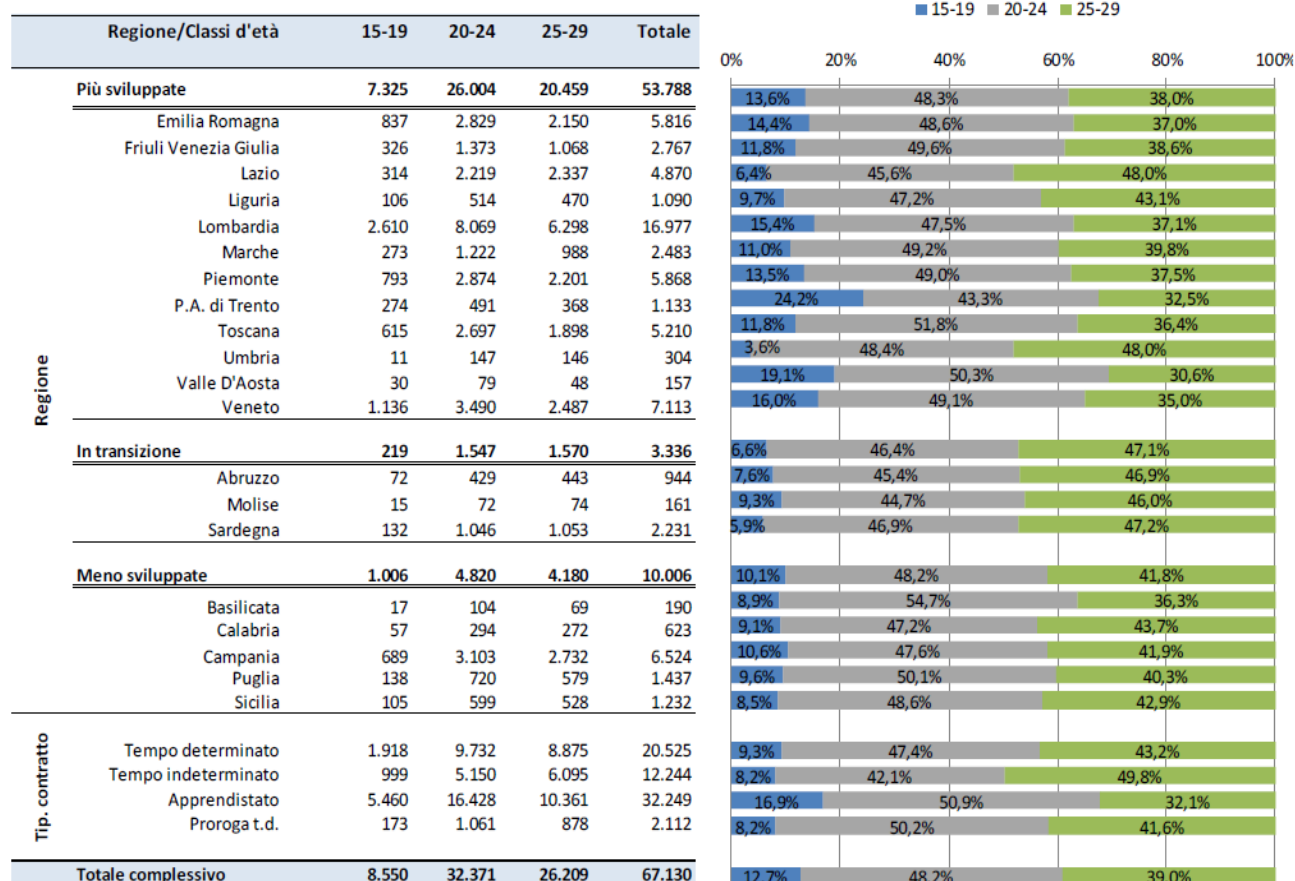 15-19 20-24 25-29
Regione/Classi d'età 15-19 20-24 25-29 Totale
0% 20% 40% 60% 80% 100%
Più sviluppate 7.325 26.004 20.459 53.788 13,6% 48,3% 38,0%
Emilia Romagna 837 2.829 2.150 5.816 14,4% 48,6% 37,0%
Friuli Venezia Giulia 326 1.373 1.068 2.767 11,8% 49,6% 38,6%
Lazio 314 2.219 2.337 4.870 6,4% 45,6% 48,0%
Liguria 106 514 470 1.090 9,7% 47,2% 43,1%
Lombardia 2.610 8.069 6.298 16.977 15,4% 47,5% 37,1%
Marche 273 1.222 988 2.483 11,0% 49,2% 39,8%
Piemonte 793 2.874 2.201 5.868 13,5% 49,0% 37,5%
P.A. di Trento 274 491 368 1.133 24,2% 43,3% 32,5%
Toscana 615 2.697 1.898 5.210 11,8% 51,8% 36,4%
Umbria 11 147 146 304 3,6% 48,4% 48,0%
Valle D'Aosta 30 79 48 157 19,1% 50,3% 30,6%
Veneto 1.136 3.490 2.487 7.113 16,0% 49,1% 35,0%
Regione
In transizione 219 1.547 1.570 3.336 6,6% 46,4% 47,1%
Abruzzo 72 429 443 944 7,6% 45,4% 46,9%
Molise 15 72 74 161 9,3% 44,7% 46,0%
Sardegna 132 1.046 1.053 2.231 5,9% 46,9% 47,2%
Meno sviluppate 1.006 4.820 4.180 10.006 10,1% 48,2% 41,8%
Basilicata 17 104 69 190 8,9% 54,7% 36,3%
Calabria 57 294 272 623 9,1% 47,2% 43,7%
Campania 689 3.103 2.732 6.524 10,6% 47,6% 41,9%
Puglia 138 720 579 1.437 9,6% 50,1% 40,3%
Sicilia 105 599 528 1.232 8,5% 48,6% 42,9%
Tip. contratto
Tempo determinato 1.918 9.732 8.875 20.525 9,3% 47,4% 43,2%
Tempo indeterminato 999 5.150 6.095 12.244 8,2% 42,1% 49,8%
Apprendistato 5.460 16.428 10.361 32.249 16,9% 50,9% 32,1%
Proroga t.d. 173 1.061 878 2.112 8,2% 50,2% 41,6%
Totale complessivo 8.550 32.371 26.209 67.130 12,7% 48,2% 39,0%